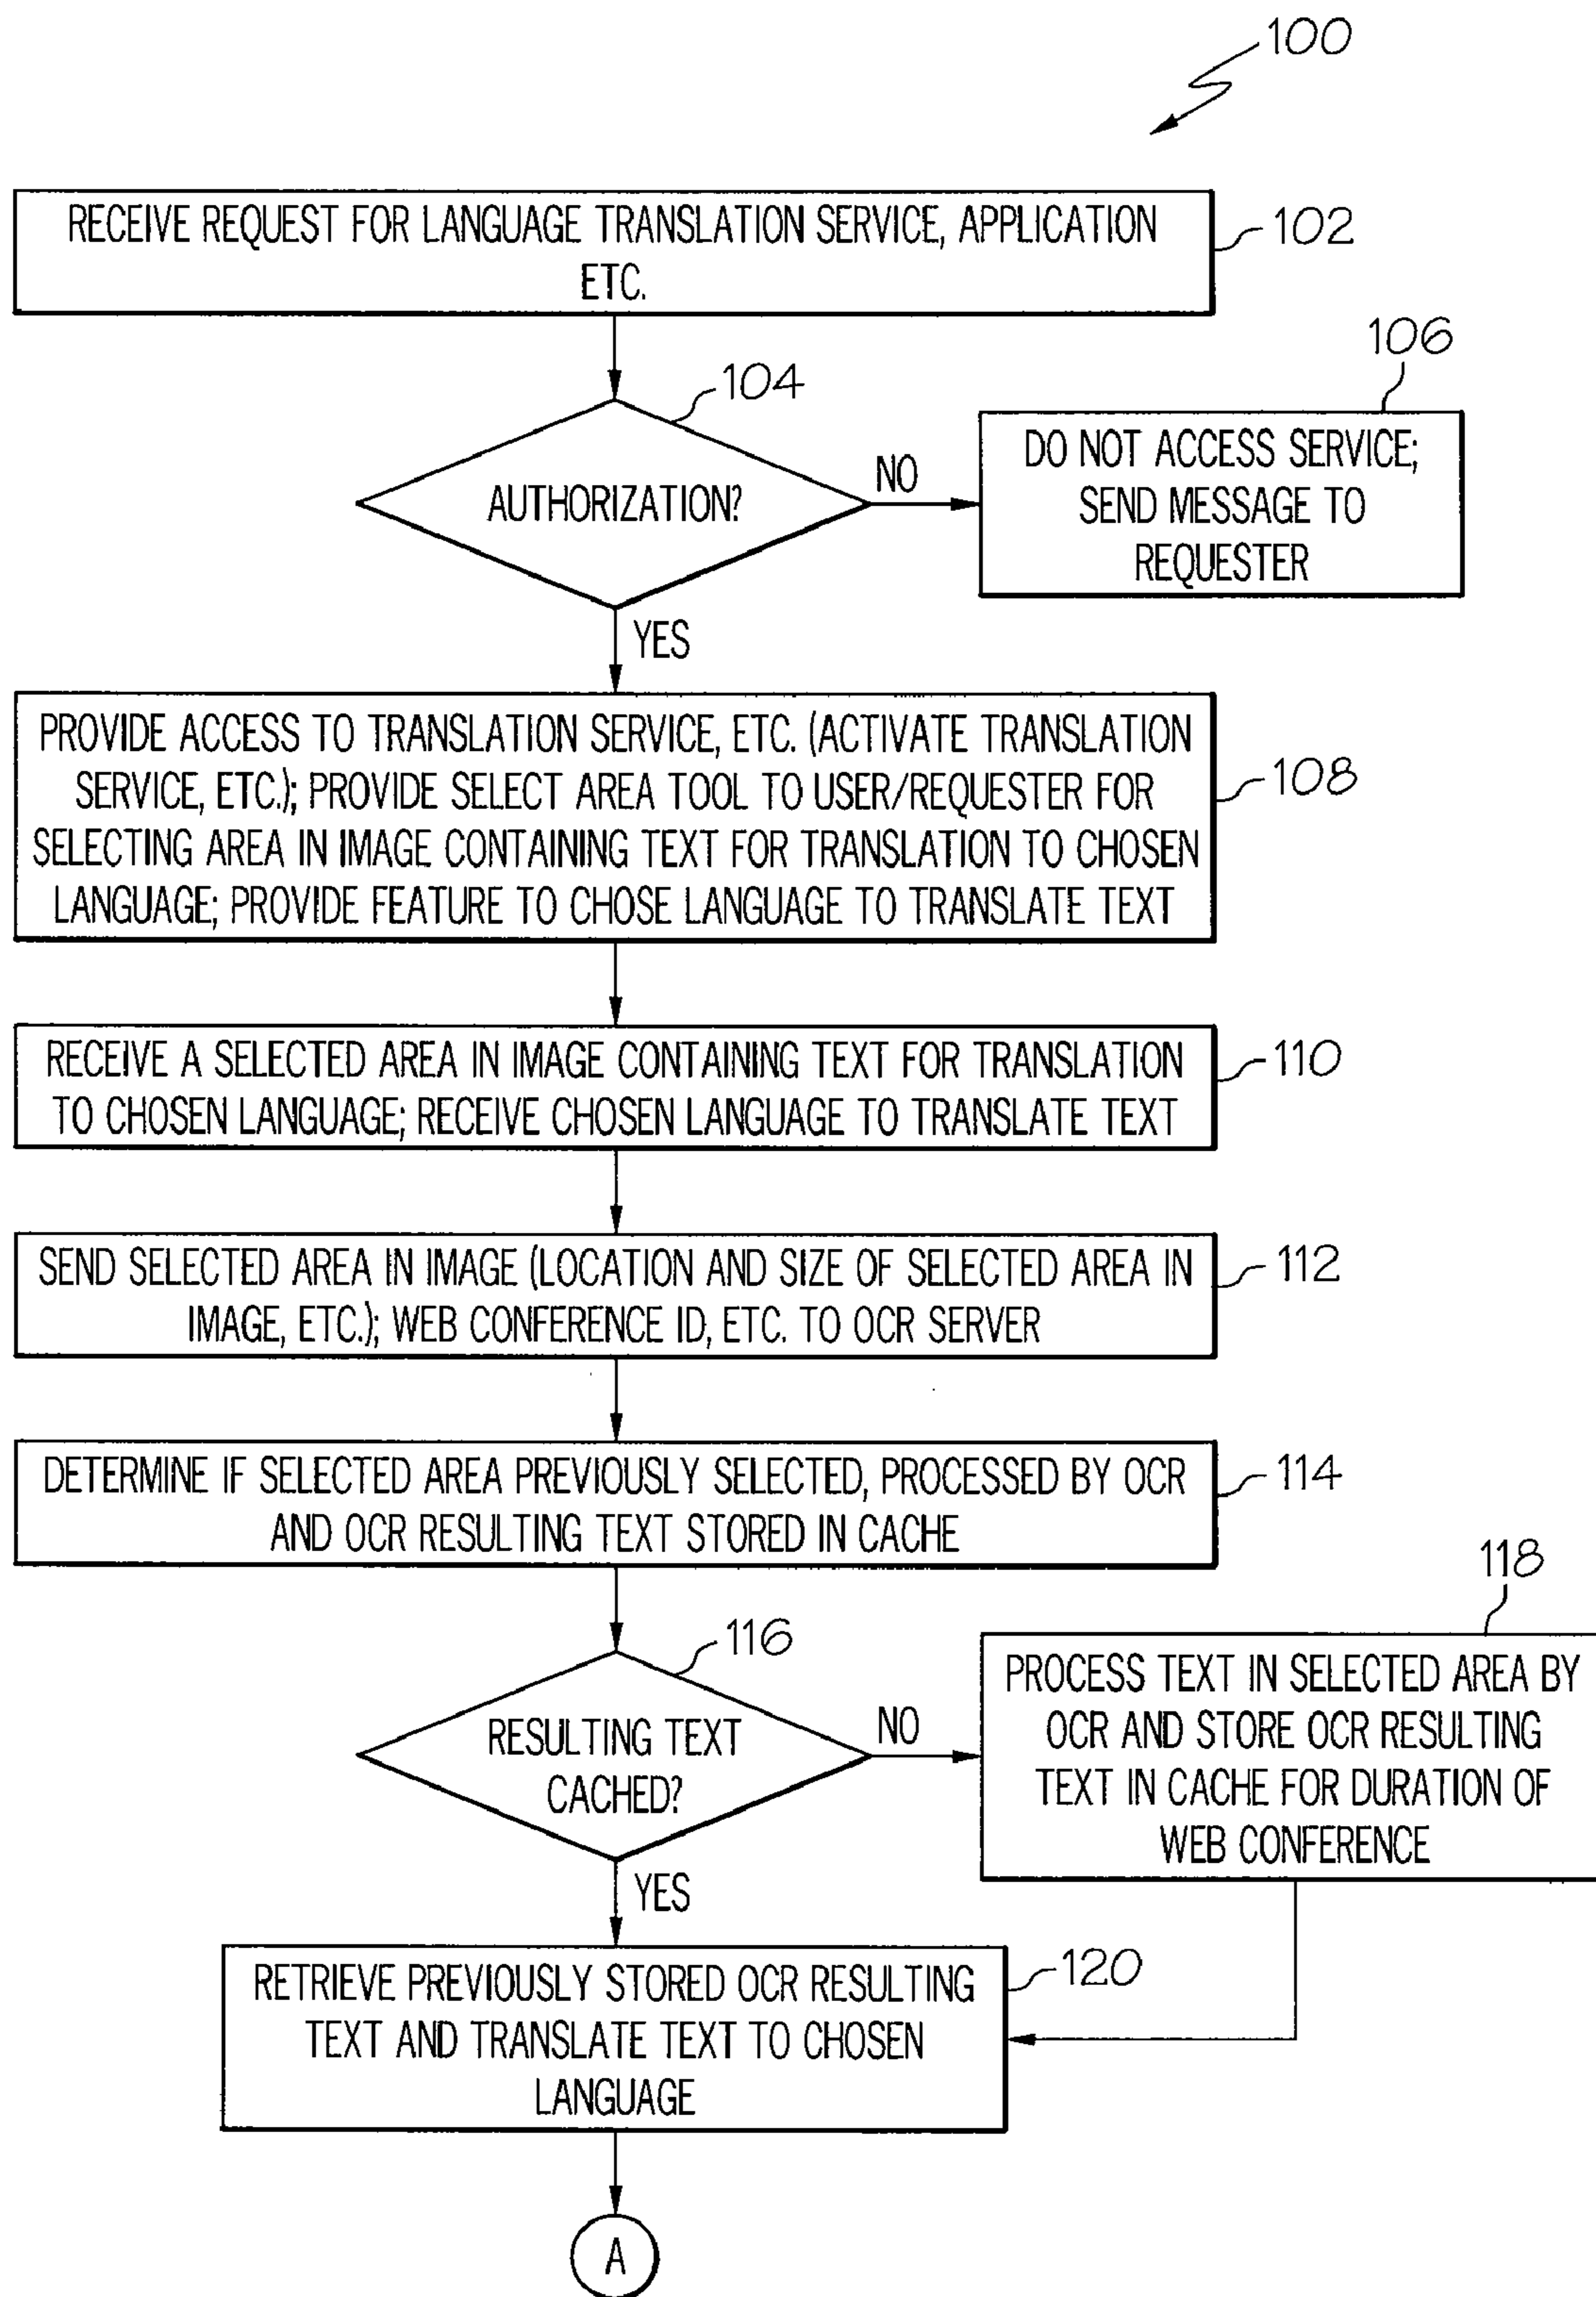 100
RECEIVE REQUEST FOR LANGUAGE TRANSLATION SERVICE, APPLICATION
ETC.
102
104
AUTHORIZATION?
NO
106
DO NOT ACCESS SERVICE;
SEND MESSAGE TO
REQUESTER
YES
PROVIDE ACCESS TO TRANSLATION SERVICE, ETC. (ACTIVATE TRANSLATION
SERVICE, ETC.); PROVIDE SELECT AREA TOOL TO USER/REQUESTER FOR
SELECTING AREA IN IMAGE CONTAINING TEXT FOR TRANSLATION TO CHOSEN
LANGUAGE; PROVIDE FEATURE TO CHOSE LANGUAGE TO TRANSLATE TEXT
108
RECEIVE A SELECTED AREA IN IMAGE CONTAINING TEXT FOR TRANSLATION
TO CHOSEN LANGUAGE; RECEIVE CHOSEN LANGUAGE TO TRANSLATE TEXT
110
SEND SELECTED AREA IN IMAGE (LOCATION AND SIZE OF SELECTED AREA IN
IMAGE, ETC.); WEB CONFERENCE ID, ETC. TO OCR SERVER
112
DETERMINE IF SELECTED AREA PREVIOUSLY SELECTED, PROCESSED BY OCR
AND OCR RESULTING TEXT STORED IN CACHE
114
116
RESULTING TEXT
CACHED?
NO
118
PROCESS TEXT IN SELECTED AREA BY
OCR AND STORE OCR RESULTING
TEXT IN CACHE FOR DURATION OF
WEB CONFERENCE
YES
RETRIEVE PREVIOUSLY STORED OCR RESULTING
TEXT AND TRANSLATE TEXT TO CHOSEN
LANGUAGE
120
A